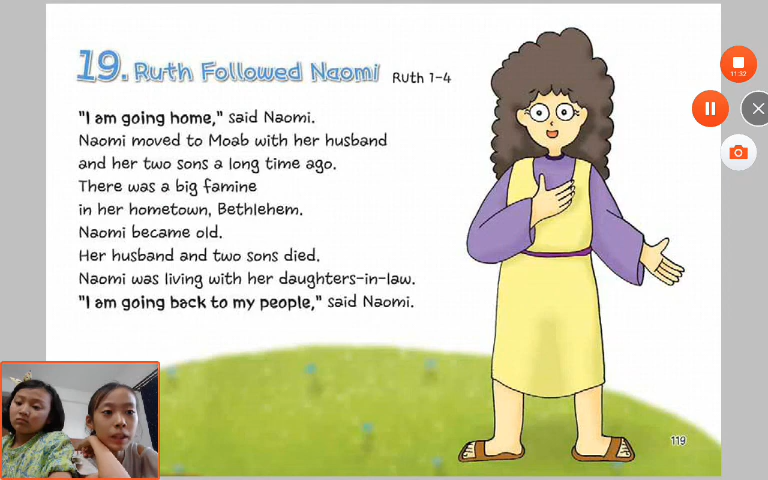 19. Ruth Followed Naomi Ruth 1-4
"I am going home," said Naomi.
Naomi moved to Moab with her husband
and her two sons a long time ago.
There was a big famine
in her hometown, Bethlehem.
Naomi became old.
Her husband and two sons died.
Naomi was living with her daughters-in-law.
"I am going back to my people," said Naomi.
119
11:32